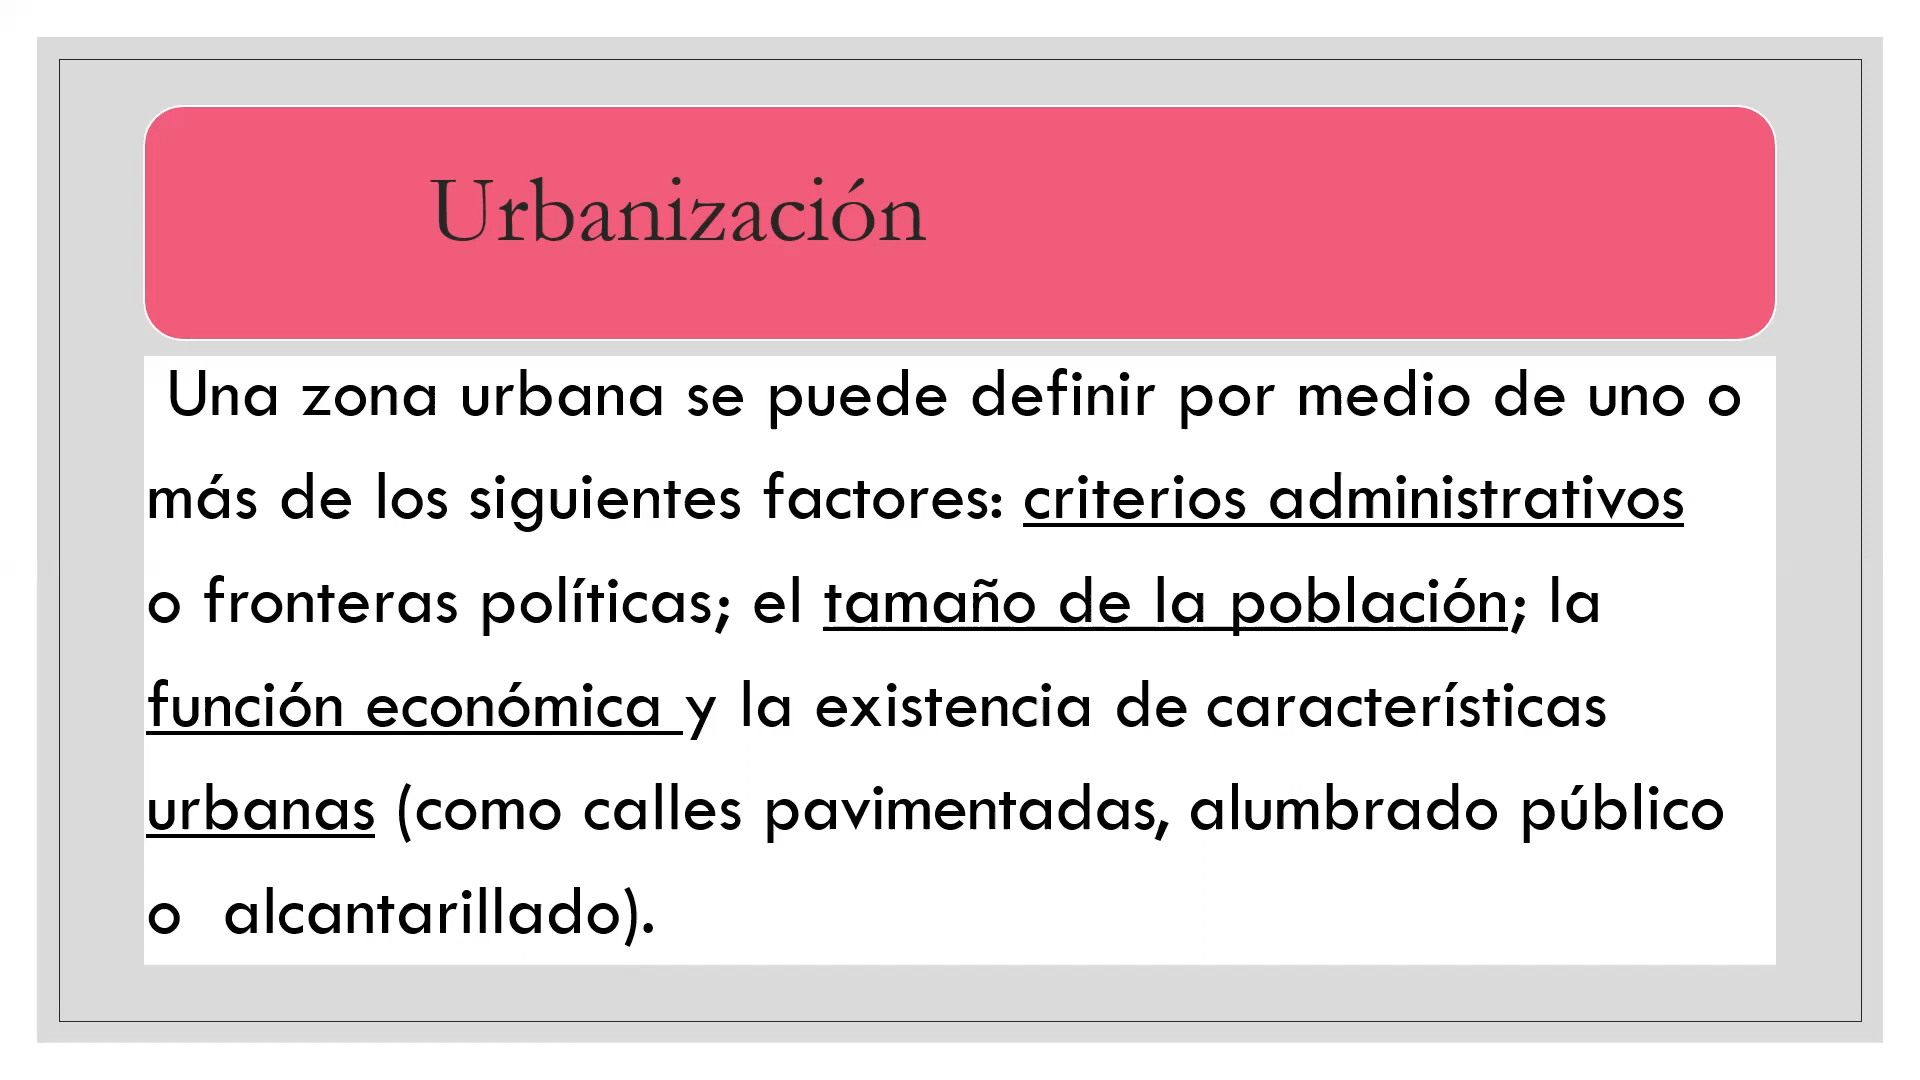 Urbanización
Una zona urbana se puede definir por medio de uno o
más de los siguientes factores: criterios administrativos
o fronteras políticas; el tamaño de la población; la
función económica y la existencia de características
urbanas (como calles pavimentadas, alumbrado público
o alcantarillado).